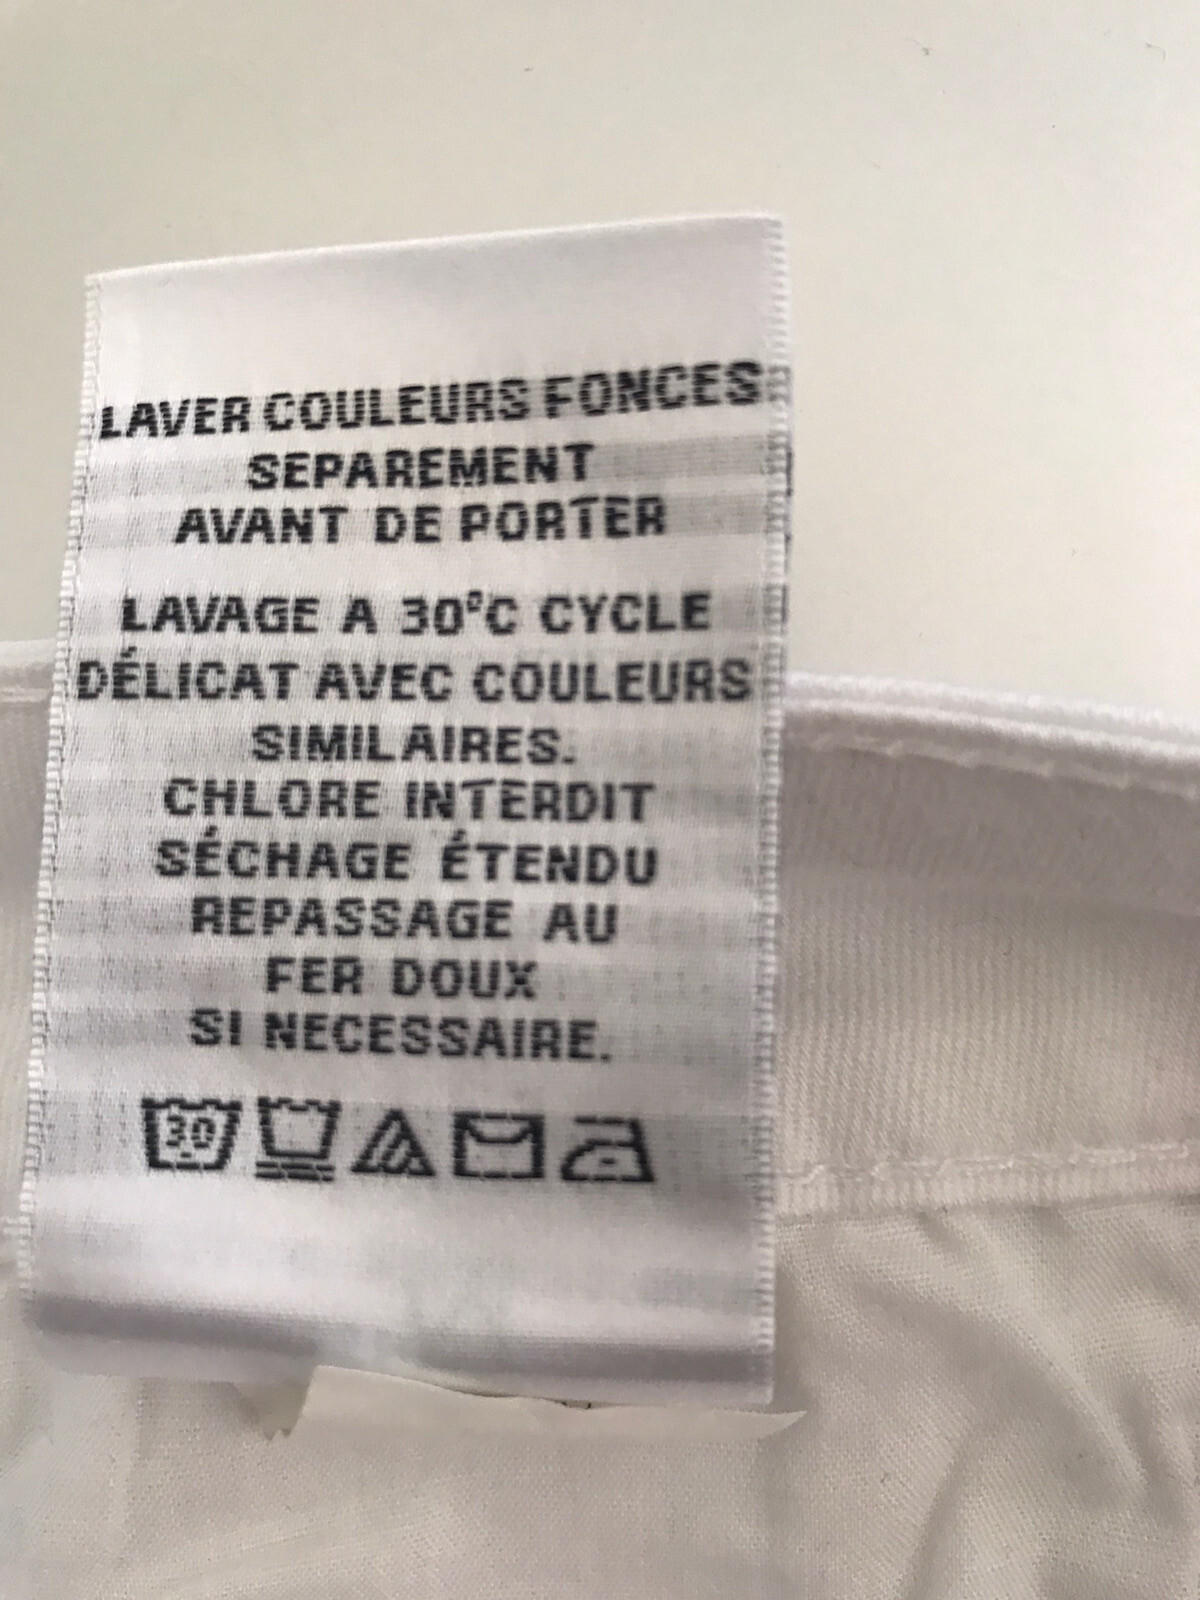 LAVER COULEURS FONCES
SEPAREMENT
AVANT DE PORTER
LAVAGE A 30°C CYCLE
DÉLICAT AVEC COULEURS
SIMILAIRES.
CHLORE INTERDIT
SÉCHAGE ÉTENDU
REPASSAGE AU
FER DOUX
SI NECESSAIRE.
30